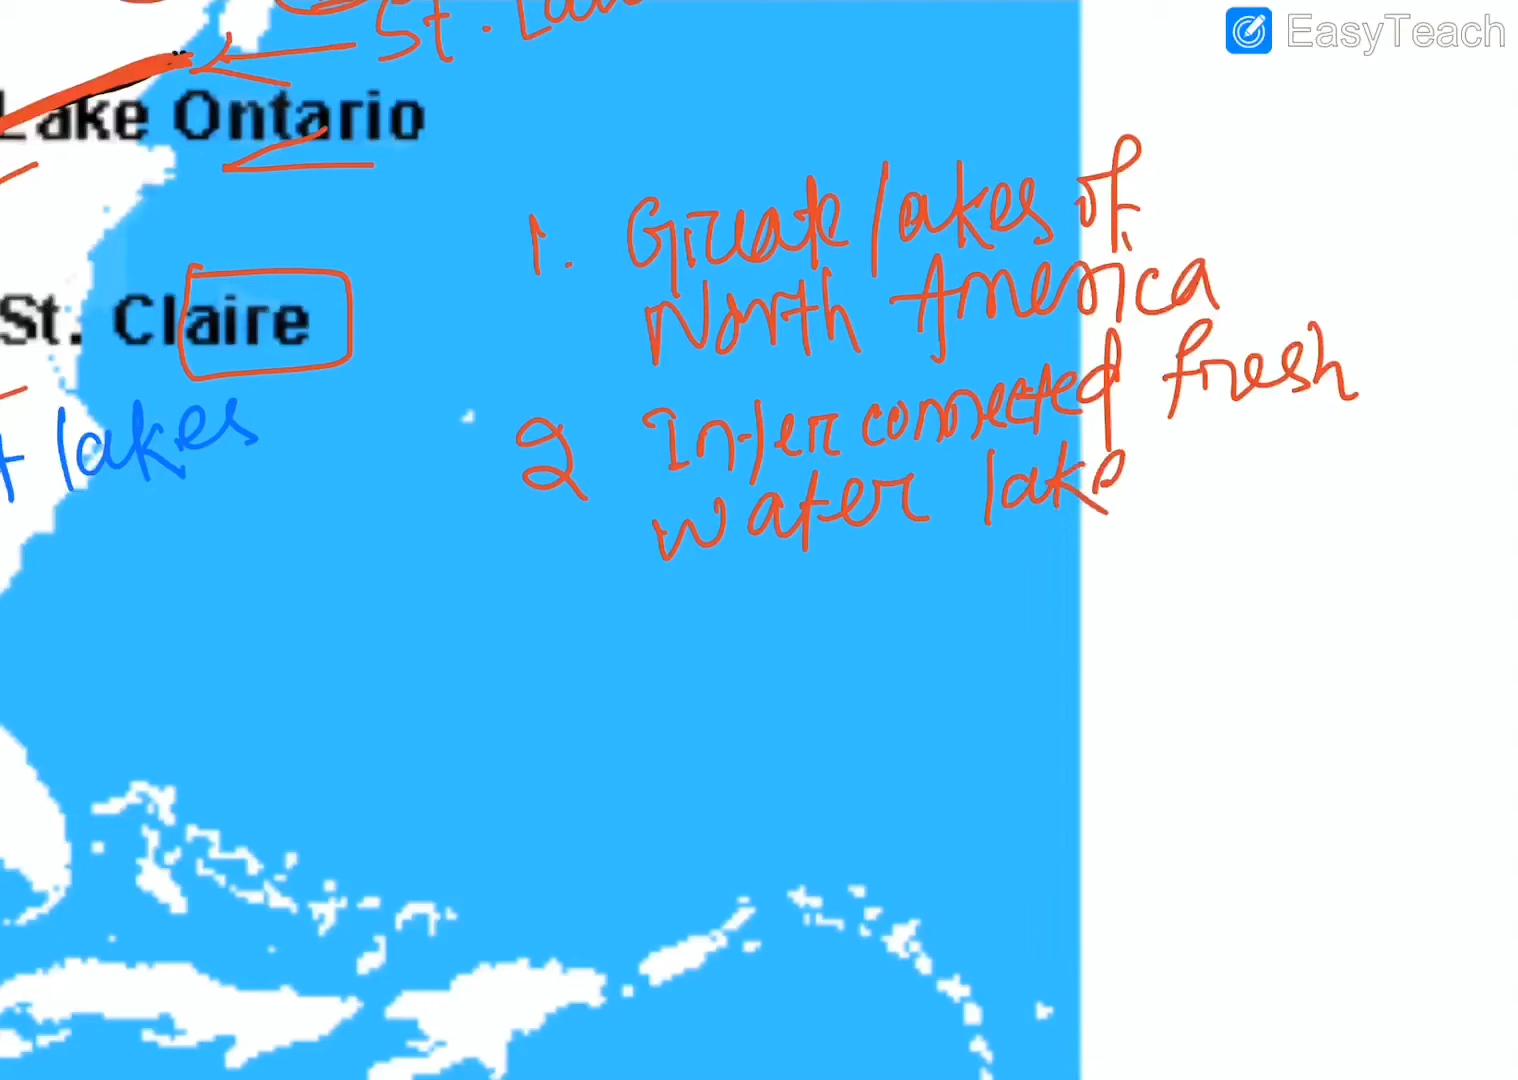 EasyTeach
St.
Lake Ontario
1. Greate lakes of
North America
St. Claire
2 Inter connected fresh
water lake
lakes